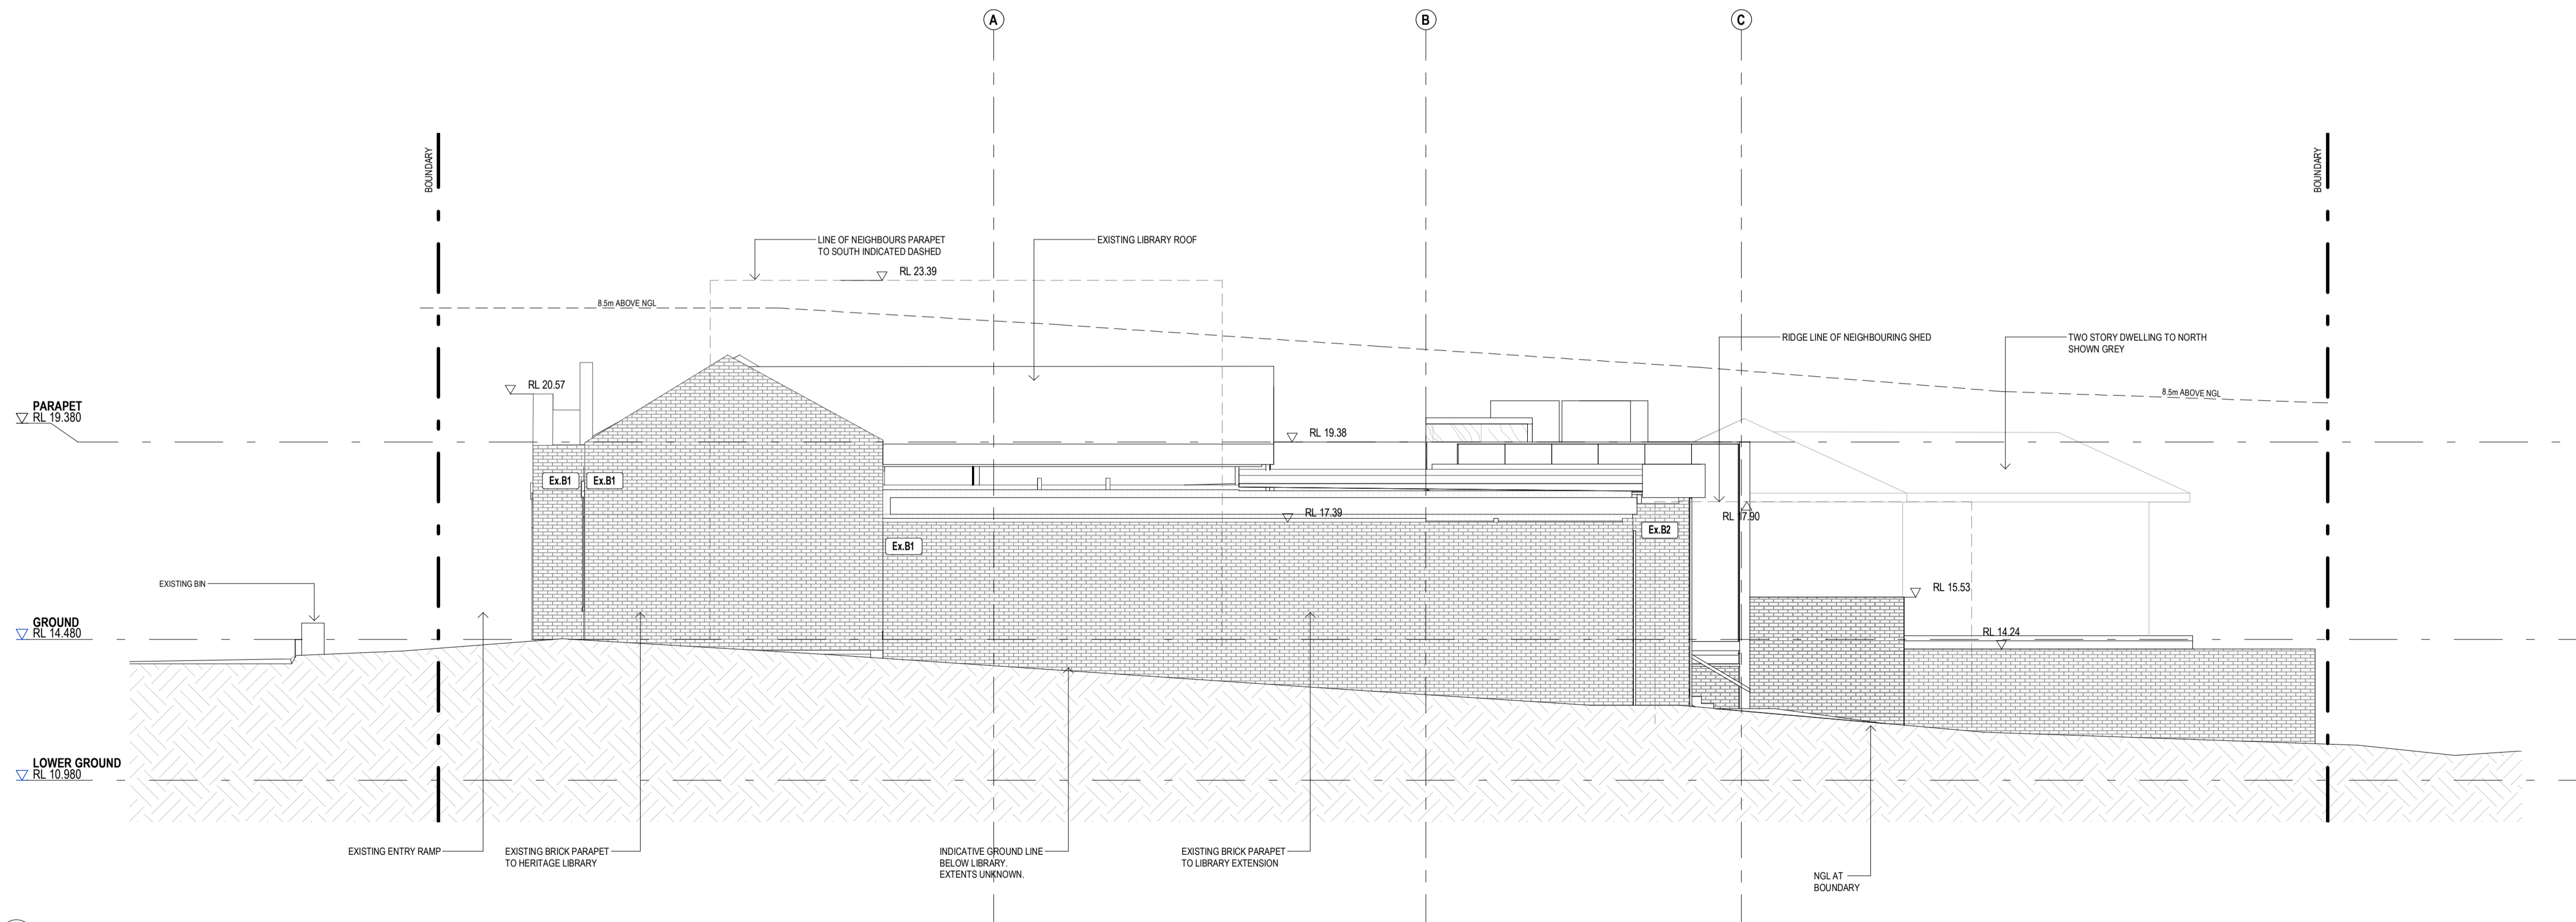 A
B
C
BOUNDARY
BOUNDARY
LINE OF NEIGHBOURS PARAPET
TO SOUTH INDICATED DASHED
EXISTING LIBRARY ROOF
RL 23.39
8.5m ABOVE NGL
RIDGE LINE OF NEIGHBOURING SHED
TWO STORY DWELLING TO NORTH
SHOWN GREY
RL 20.57
8.5m ABOVE NGL
PARAPET
RL 19.380
RL 19.38
Ex.B1
Ex.B1
RL 17.39
RL 17.90
Ex.B2
Ex.B1
EXISTING BIN
RL 15.53
GROUND
RL 14.480
RL 14.24
LOWER GROUND
RL 10.980
EXISTING ENTRY RAMP
EXISTING BRICK PARAPET
TO HERITAGE LIBRARY
INDICATIVE GROUND LINE
BELOW LIBRARY.
EXTENTS UNKNOWN.
EXISTING BRICK PARAPET
TO LIBRARY EXTENSION
NGL AT
BOUNDARY